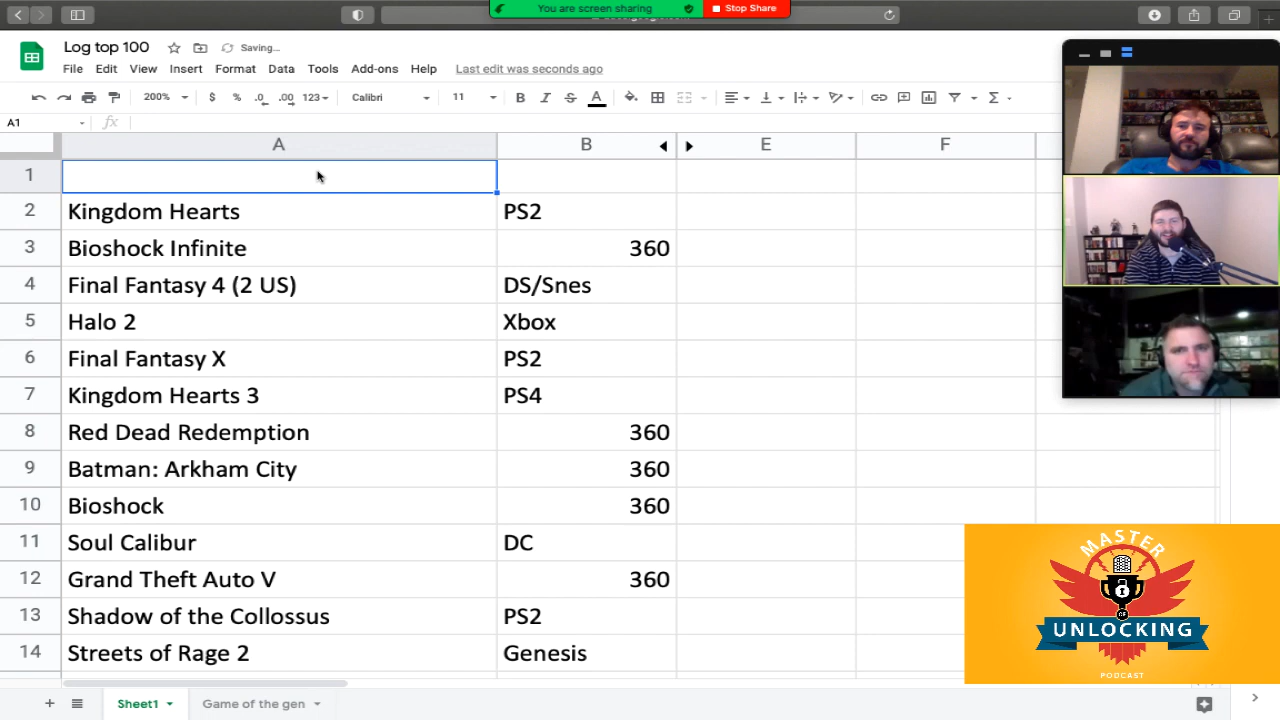 You are screen sharing
Stop Share
Log top 100
Saving...
File Edit View Insert Format Data Tools Add-ons Help Last edit was seconds ago
200% $ % .0 .00 123 Calibri 11 B I S A
A1 fx
A B E F
1
2 Kingdom Hearts PS2
3 Bioshock Infinite 360
4 Final Fantasy 4 (2 US) DS/Snes
5 Halo 2 Xbox
6 Final Fantasy X PS2
7 Kingdom Hearts 3 PS4
8 Red Dead Redemption 360
9 Batman: Arkham City 360
10 Bioshock 360
11 Soul Calibur DC
12 Grand Theft Auto V 360
13 Shadow of the Collossus PS2
14 Streets of Rage 2 Genesis
MASTER
OF
UNLOCKING
PODCAST
Sheet1 Game of the gen